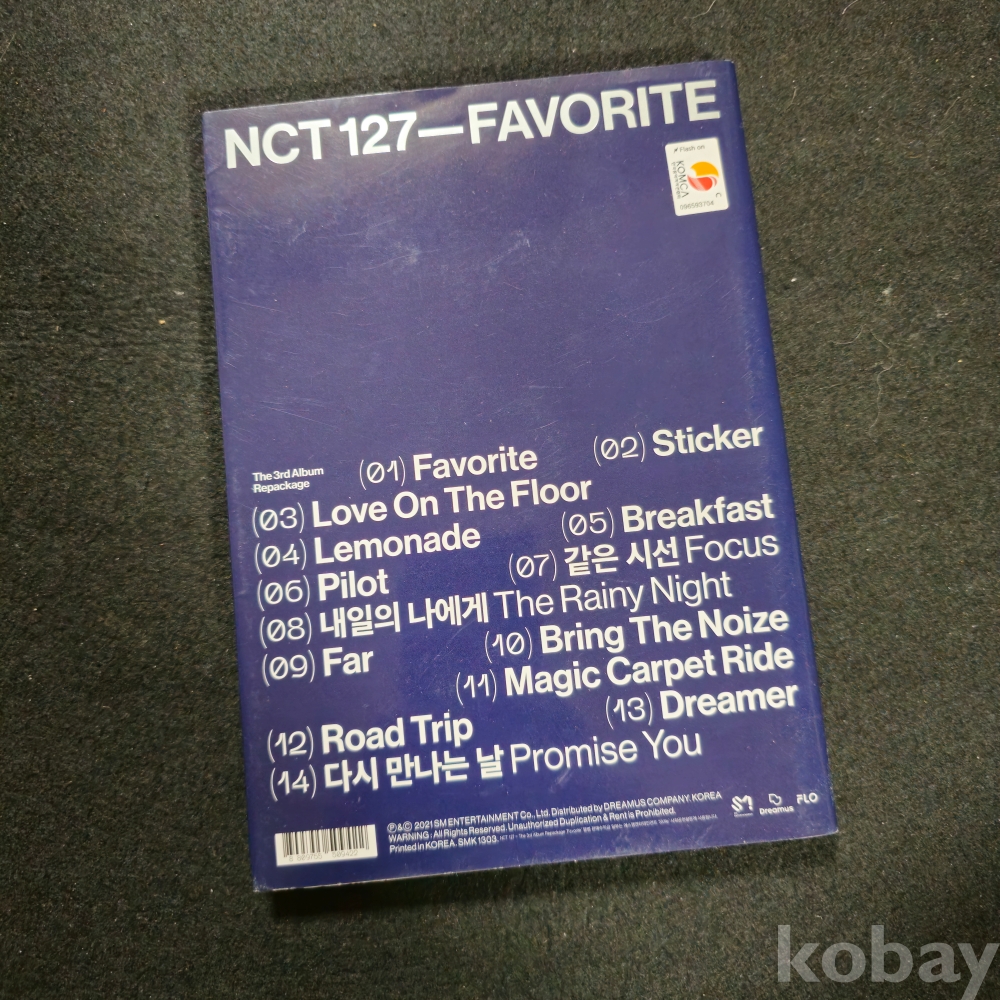 NCT 127—FAVORITE
Flash on
KOMCA
C
The 3rd Album
Repackage
(01) Favorite
(02) Sticker
(03) Love On The Floor
(04) Lemonade
(05) Breakfast
(06) Pilot
(07) 같은 시선 Focus
(08) 내일의 나에게 The Rainy Night
(09) Far
(10) Bring The Noize
(11) Magic Carpet Ride
(12) Road Trip
(13) Dreamer
(14) 다시 만나는 날 Promise You
Ⓟ&Ⓒ 2021 SM ENTERTAINMENT Co., Ltd. Distributed by DREAMUS COMPANY. KOREA
WARNING : All Rights Reserved. Unauthorized Duplication & Rent is Prohibited.
Printed in KOREA. SMK 1303.
SM
Dreamus
FLO
kobay